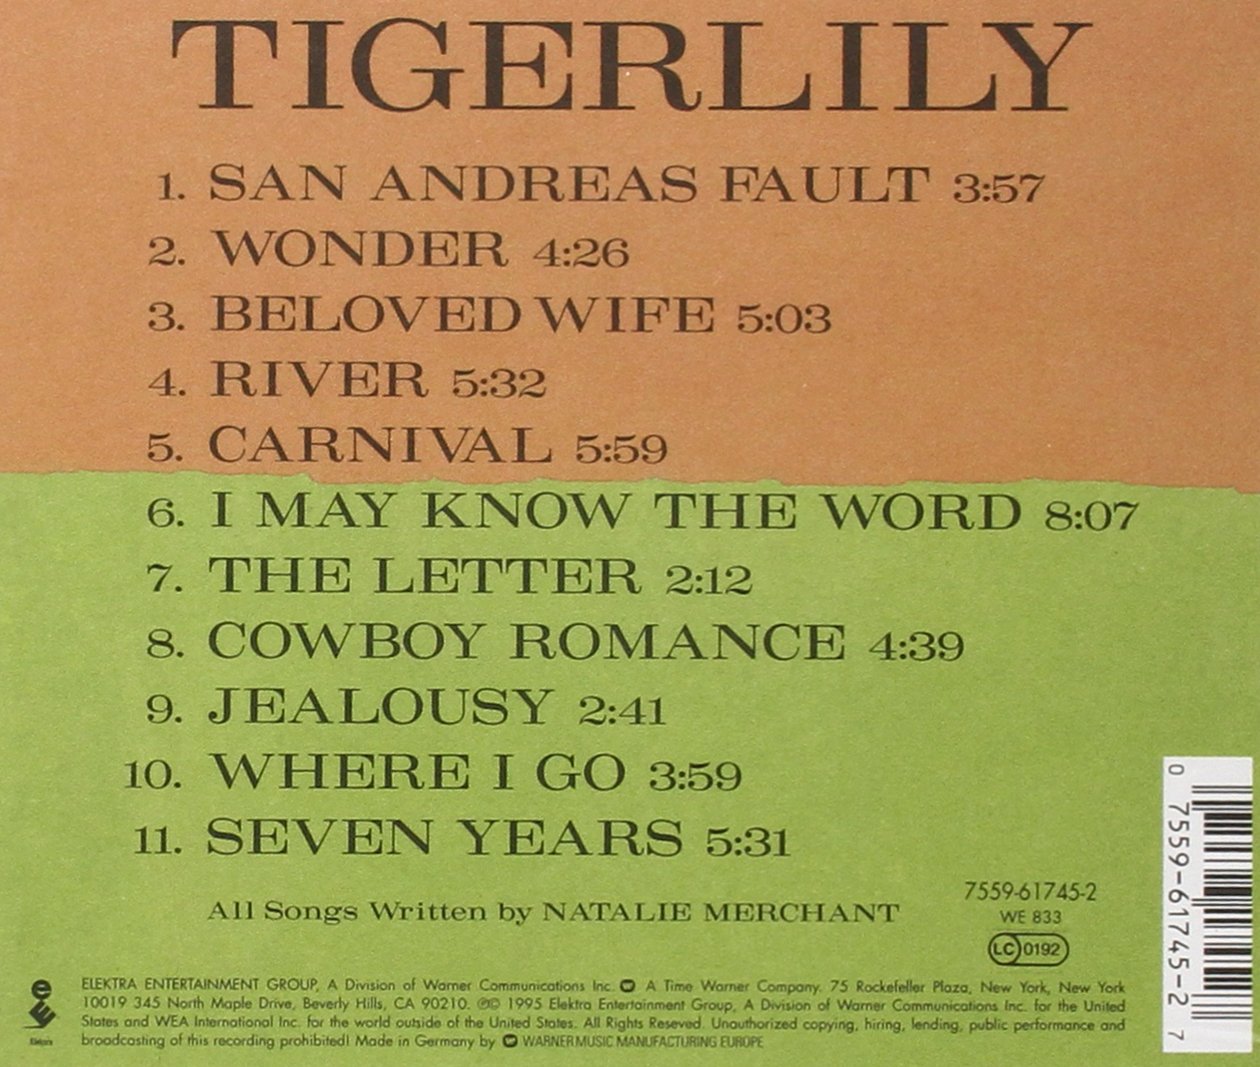 TIGERLILY
1. SAN ANDREAS FAULT 3:57
2. WONDER 4:26
3. BELOVED WIFE 5:03
4. RIVER 5:32
5. CARNIVAL 5:59
6. I MAY KNOW THE WORD 8:07
7. THE LETTER 2:12
8. COWBOY ROMANCE 4:39
9. JEALOUSY 2:41
10. WHERE I GO 3:59
11. SEVEN YEARS 5:31
All Songs Written by NATALIE MERCHANT
7559-61745-2
WE 833
LC 0192
0 7559-61745-2 7
e
Elektra
ELEKTRA ENTERTAINMENT GROUP, A Division of Warner Communications Inc. A Time Warner Company. 75 Rockefeller Plaza, New York, New York
10019 345 North Maple Drive, Beverly Hills, CA 90210. ℗© 1995 Elektra Entertainment Group, A Division of Warner Communications Inc. for the United
States and WEA International Inc. for the world outside of the United States. All Rights Reseved. Unauthorized copying, hiring, lending, public performance and
broadcasting of this recording prohibited! Made in Germany by WARNER MUSIC MANUFACTURING EUROPE